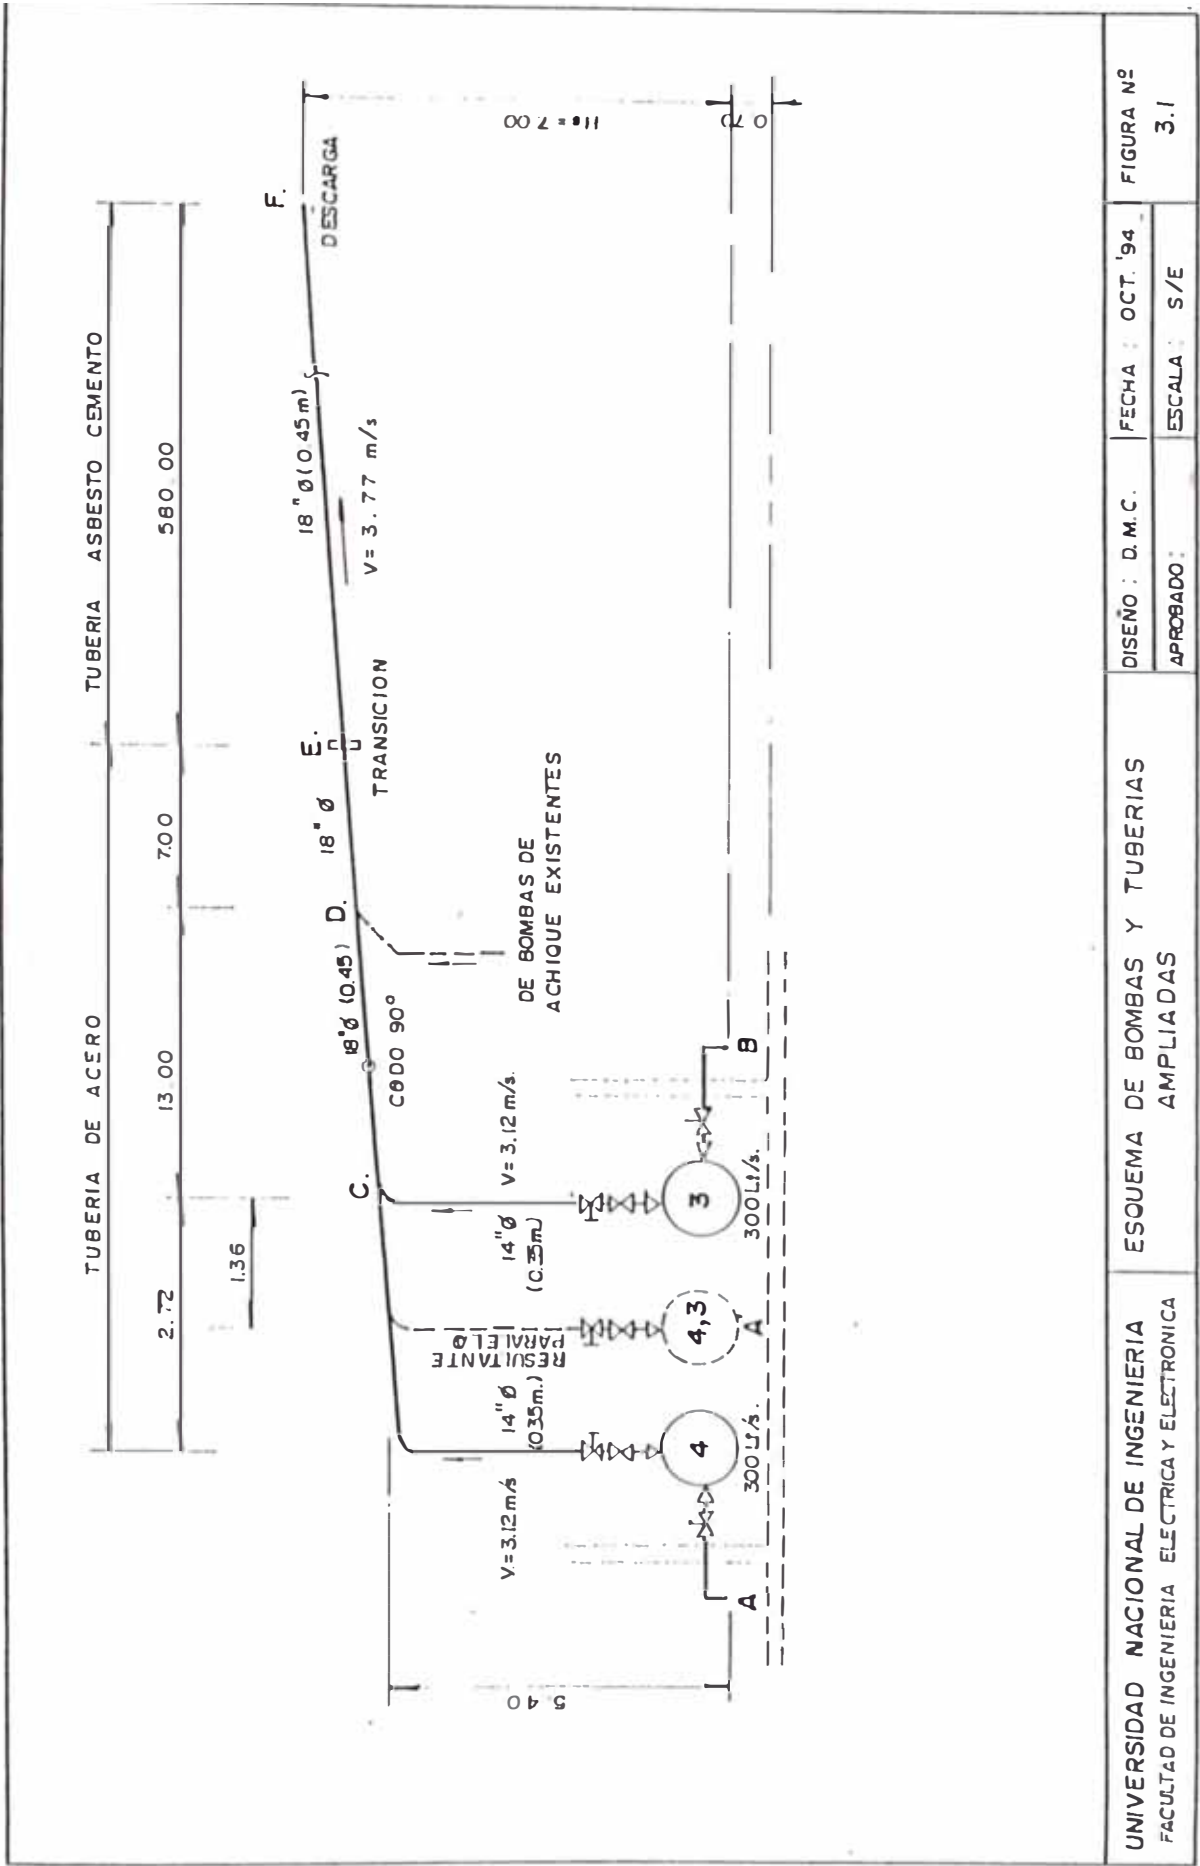 TUBERIA DE ACERO
TUBERIA ASBESTO CEMENTO
2.72
13.00
7.00
580.00
1.36
C.
18"Ø (0.45)
D.
18" Ø
E.
18" Ø (0.45m)
F.
CODO 90°
TRANSICION
V = 3.77 m/s
DESCARGA
5.40
V.=3.12m/s
14" Ø
(035m.)
RESULTANTE
PARALELO
14"Ø
(0.35m)
V= 3.12 m/s.
DE BOMBAS DE
ACHIQUE EXISTENTES
= 7.00
0.70
A
4
300 Lt/s.
4,3
A
3
300 Lt/s.
B
UNIVERSIDAD NACIONAL DE INGENIERIA
FACULTAD DE INGENIERIA ELECTRICA Y ELECTRONICA
ESQUEMA DE BOMBAS Y TUBERIAS
AMPLIADAS
DISEÑO : D.M.C.
APROBADO :
FECHA : OCT. '94
ESCALA : S/E
FIGURA Nº
3.1